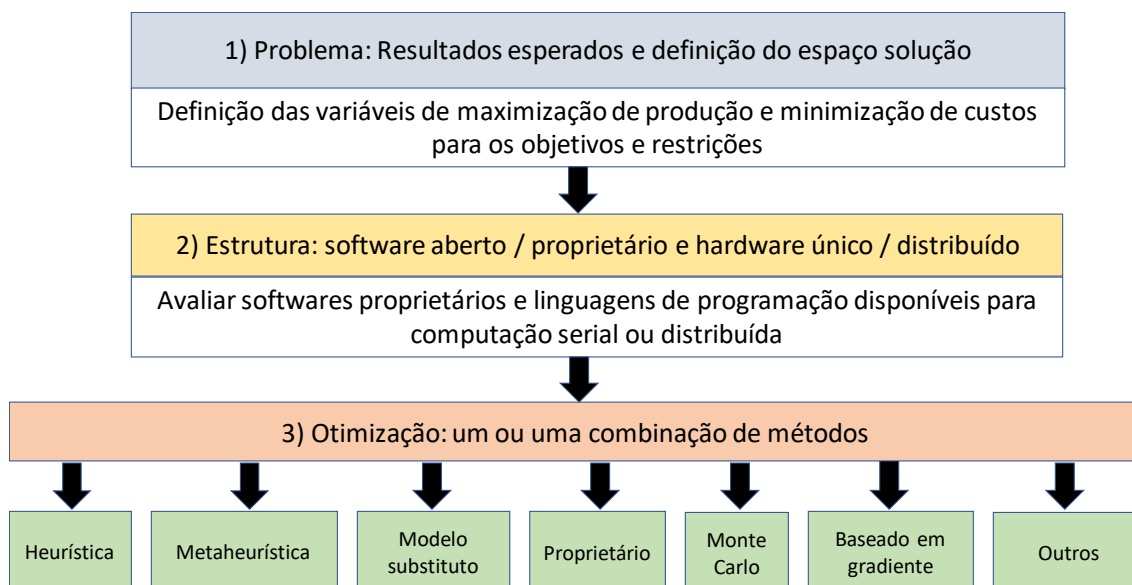 1) Problema: Resultados esperados e definição do espaço solução
Definição das variáveis de maximização de produção e minimização de custos
para os objetivos e restrições
2) Estrutura: software aberto / proprietário e hardware único / distribuído
Avaliar softwares proprietários e linguagens de programação disponíveis para
computação serial ou distribuída
3) Otimização: um ou uma combinação de métodos
Heurística
Metaheurística
Modelo
substituto
Proprietário
Monte
Carlo
Baseado em
gradiente
Outros